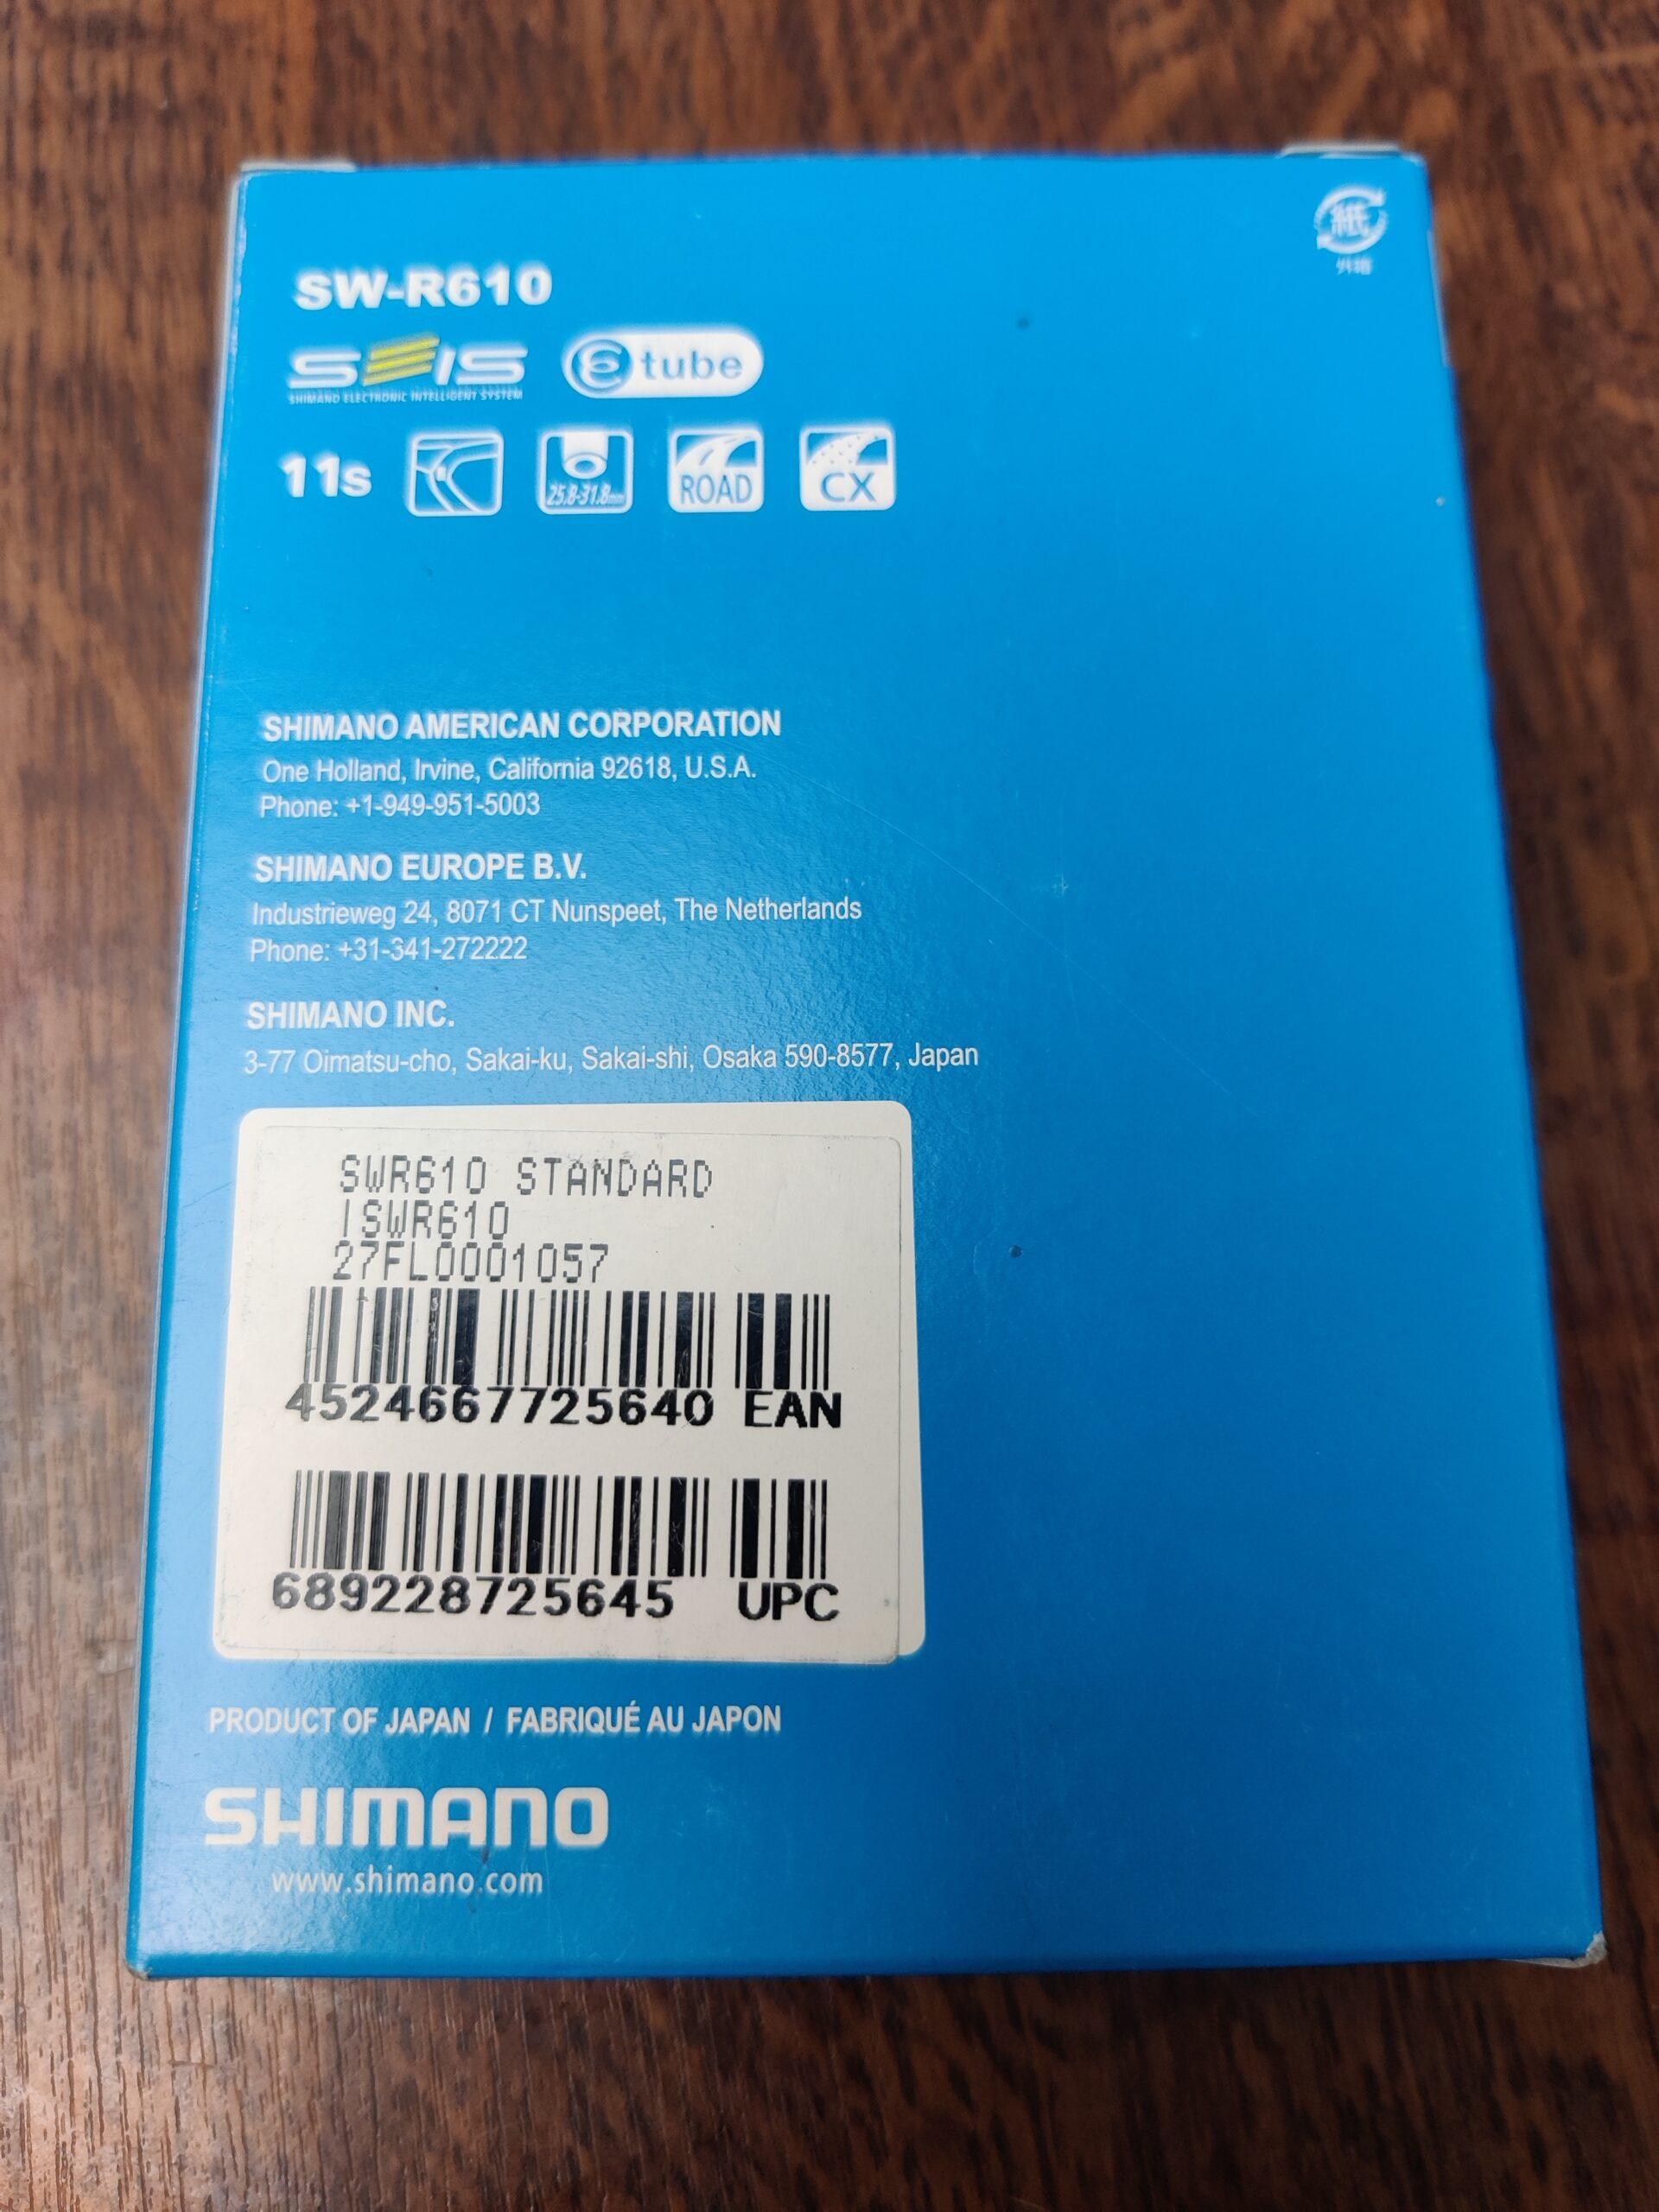 紙
外箱
SW-R610
SEIS
SHIMANO ELECTRONIC INTELLIGENT SYSTEM
etube
11s
25.8-31.8mm
ROAD
CX
SHIMANO AMERICAN CORPORATION
One Holland, Irvine, California 92618, U.S.A.
Phone: +1-949-951-5003
SHIMANO EUROPE B.V.
Industrieweg 24, 8071 CT Nunspeet, The Netherlands
Phone: +31-341-272222
SHIMANO INC.
3-77 Oimatsu-cho, Sakai-ku, Sakai-shi, Osaka 590-8577, Japan
SWR610 STANDARD
ISWR610
27FL0001057
4524667725640 EAN
689228725645 UPC
PRODUCT OF JAPAN / FABRIQUÉ AU JAPON
SHIMANO
www.shimano.com